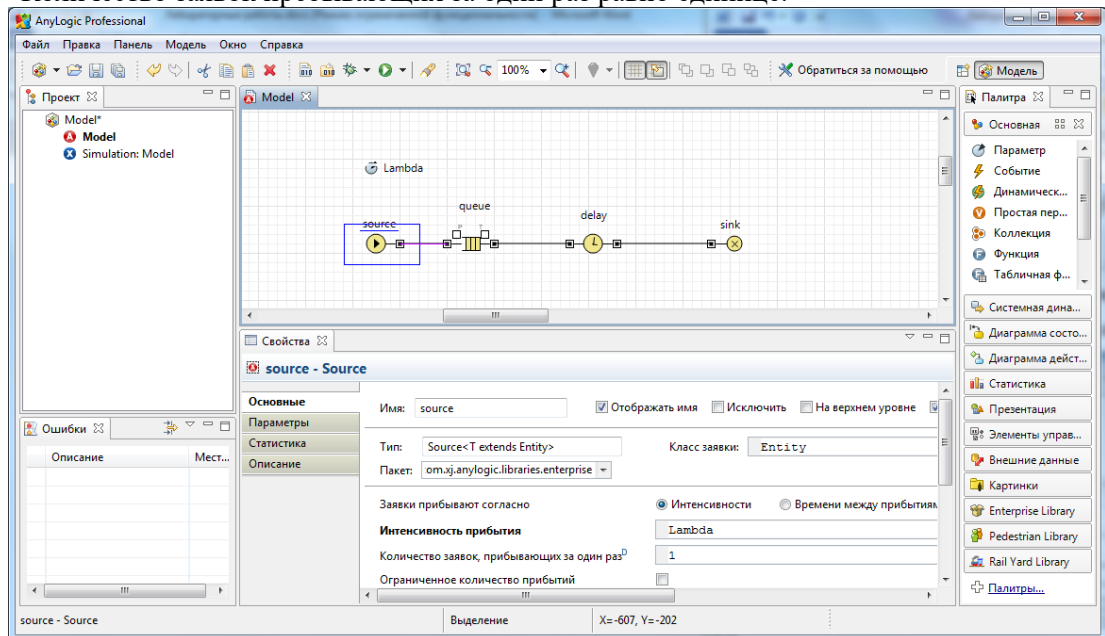 Количество заявок пребывающих за один раз равно единице.
AnyLogic Professional
Файл Правка Панель Модель Окно Справка
100% Обратиться за помощью Модель
Проект
Model*
Model
Simulation: Model
Model
Lambda
source
queue
delay
sink
Палитра
Основная
Параметр
Событие
Динамическ...
Простая пер...
Коллекция
Функция
Табличная ф...
Системная дина...
Диаграмма состо...
Диаграмма дейст...
Статистика
Презентация
Элементы управ...
Внешние данные
Картинки
Enterprise Library
Pedestrian Library
Rail Yard Library
Палитры...
Свойства
source - Source
Основные
Параметры
Статистика
Описание
Имя: source Отображать имя Исключить На верхнем уровне
Тип: Source<T extends Entity> Класс заявки: Entity
Пакет: om.xj.anylogic.libraries.enterprise
Заявки прибывают согласно Интенсивности Времени между прибытиям
Интенсивность прибытия Lambda
Количество заявок, прибывающих за один раз D 1
Ограниченное количество прибытий
Ошибки
Описание Мест...
source - Source Выделение X=-607, Y=-202